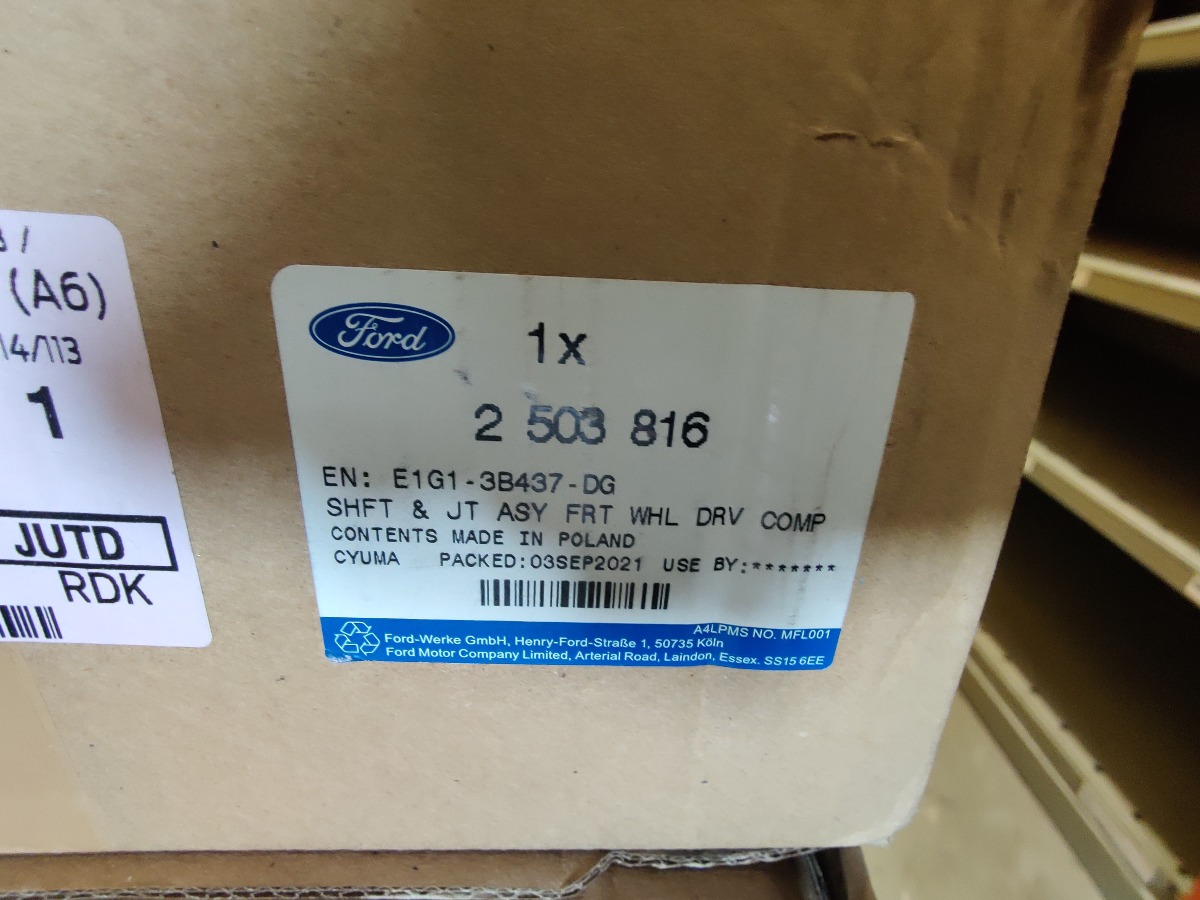 (A6)
14/113
1
JUTD
RDK
Ford
1x
2 503 816
EN: E1G1-3B437-DG
SHFT & JT ASY FRT WHL DRV COMP
CONTENTS MADE IN POLAND
CYUMA PACKED:03SEP2021 USE BY:*******
A4LPMS NO. MFL001
Ford-Werke GmbH, Henry-Ford-Straße 1, 50735 Köln
Ford Motor Company Limited, Arterial Road, Laindon, Essex. SS15 6EE